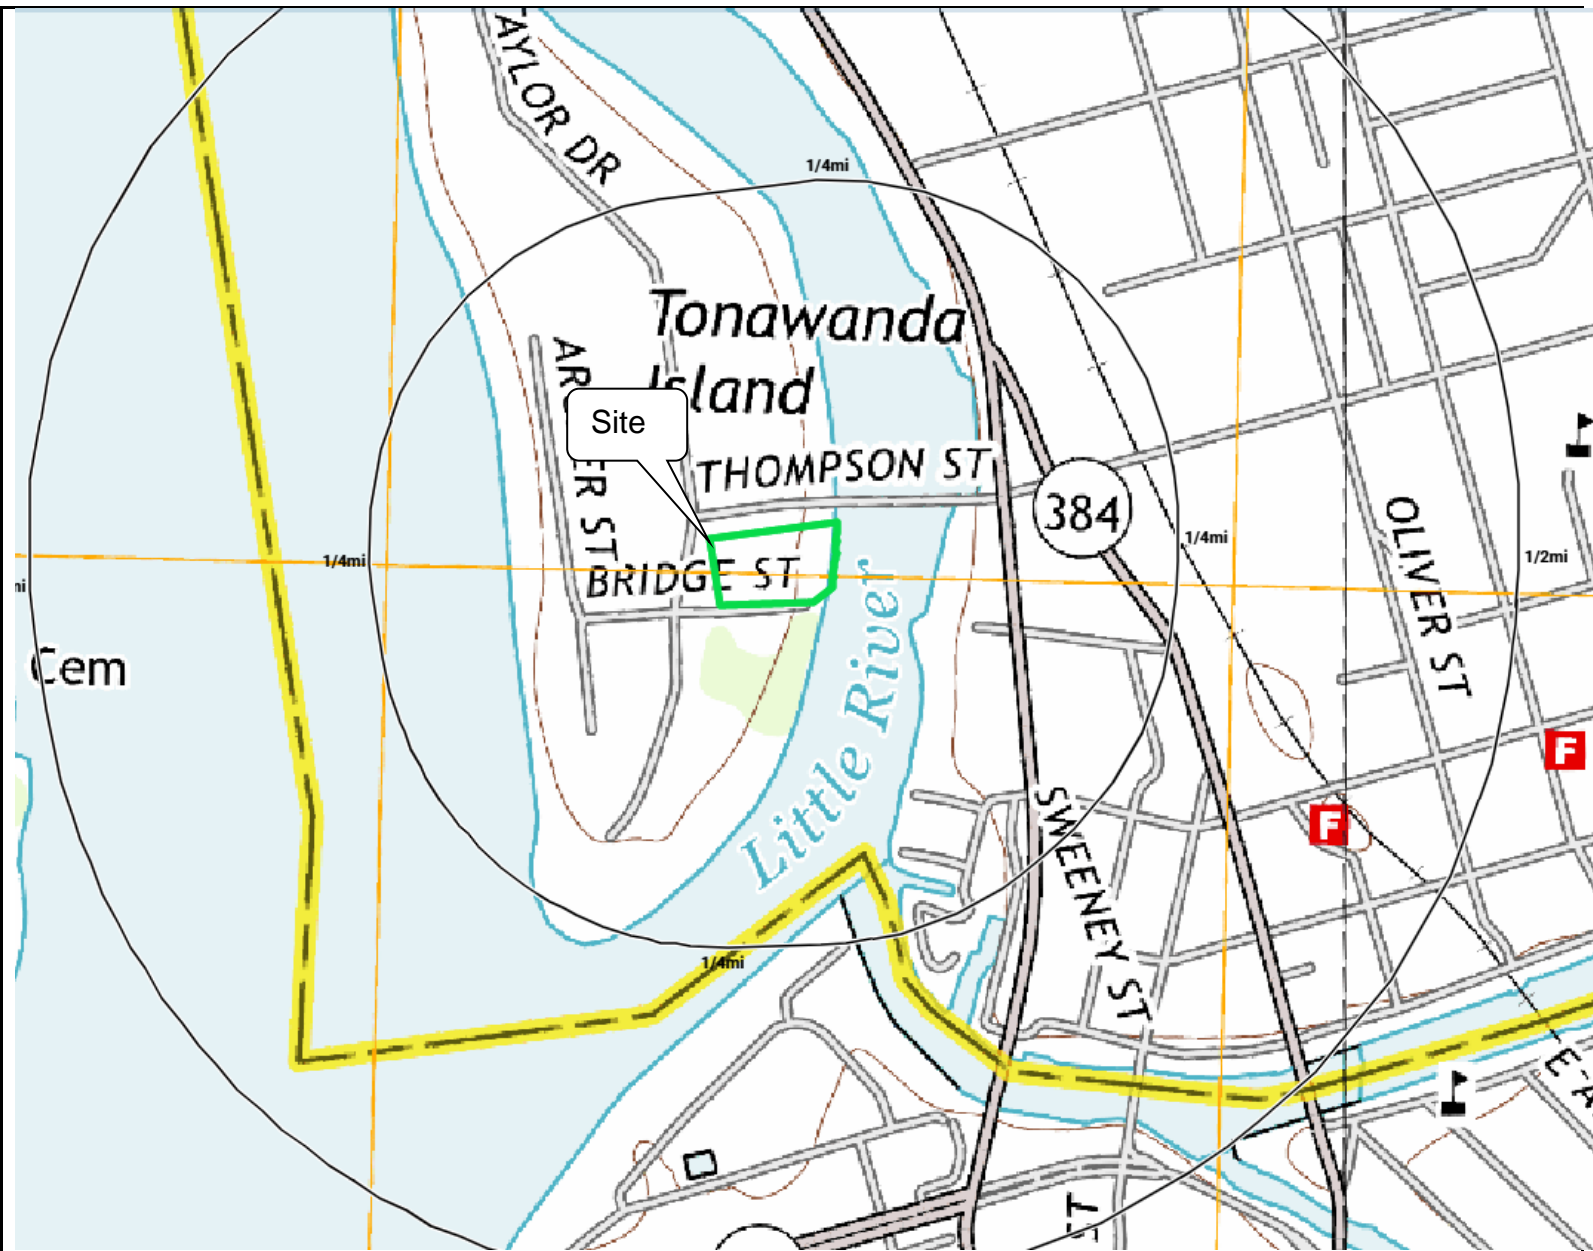 AYLOR DR
1/4mi
Tonawanda
Island
Site
THOMPSON ST
384
OLIVER ST
1/4mi
1/4mi
1/2mi
BRIDGE ST
Little River
Cem
F
F
SWEENEY ST
1/4mi